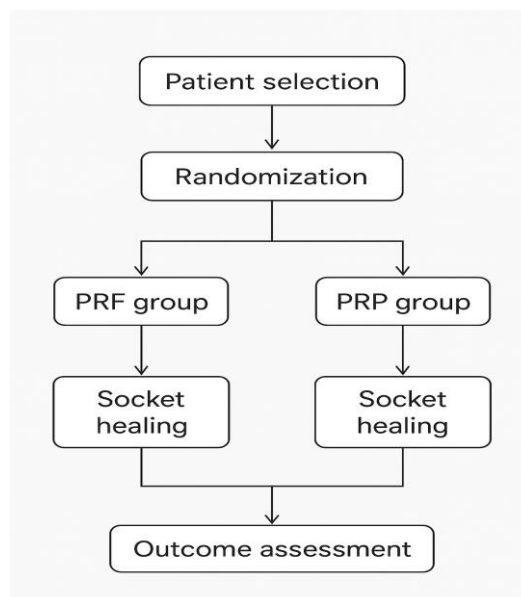 Patient selection
Randomization
PRF group
PRP group
Socket
healing
Socket
healing
Outcome assessment